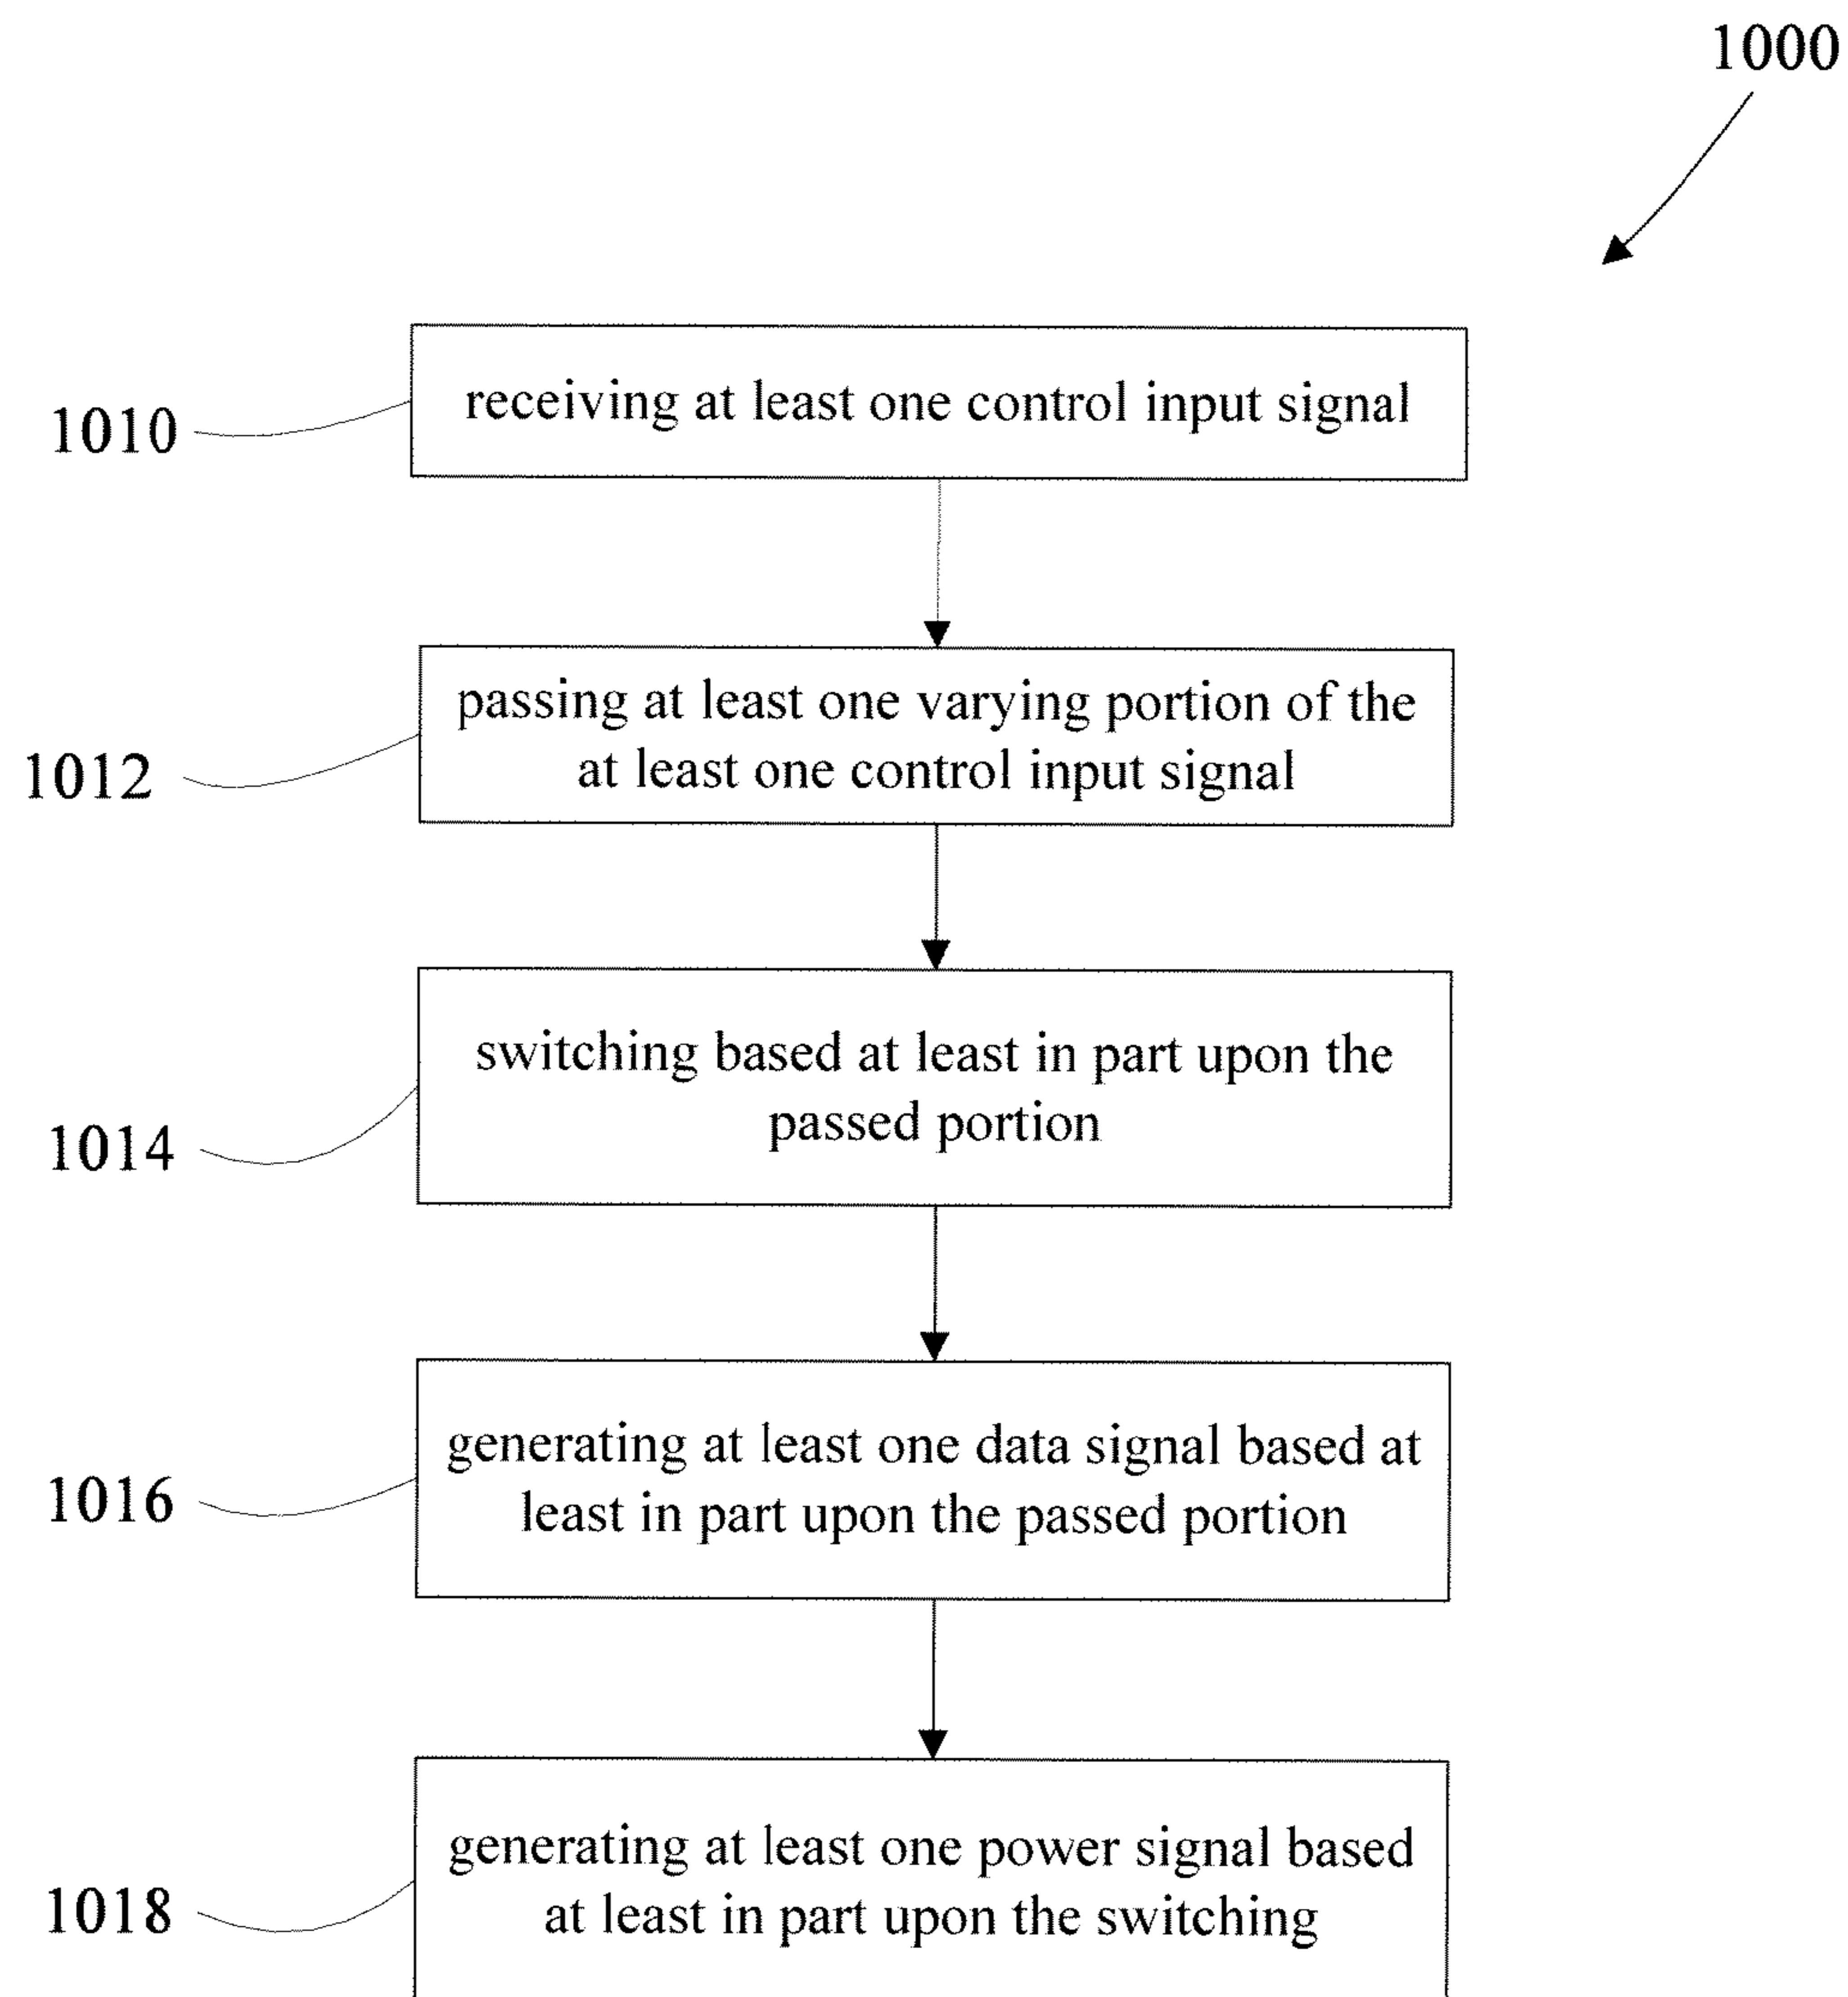 1000
1010
receiving at least one control input signal
1012
passing at least one varying portion of the
at least one control input signal
1014
switching based at least in part upon the
passed portion
1016
generating at least one data signal based at
least in part upon the passed portion
1018
generating at least one power signal based
at least in part upon the switching